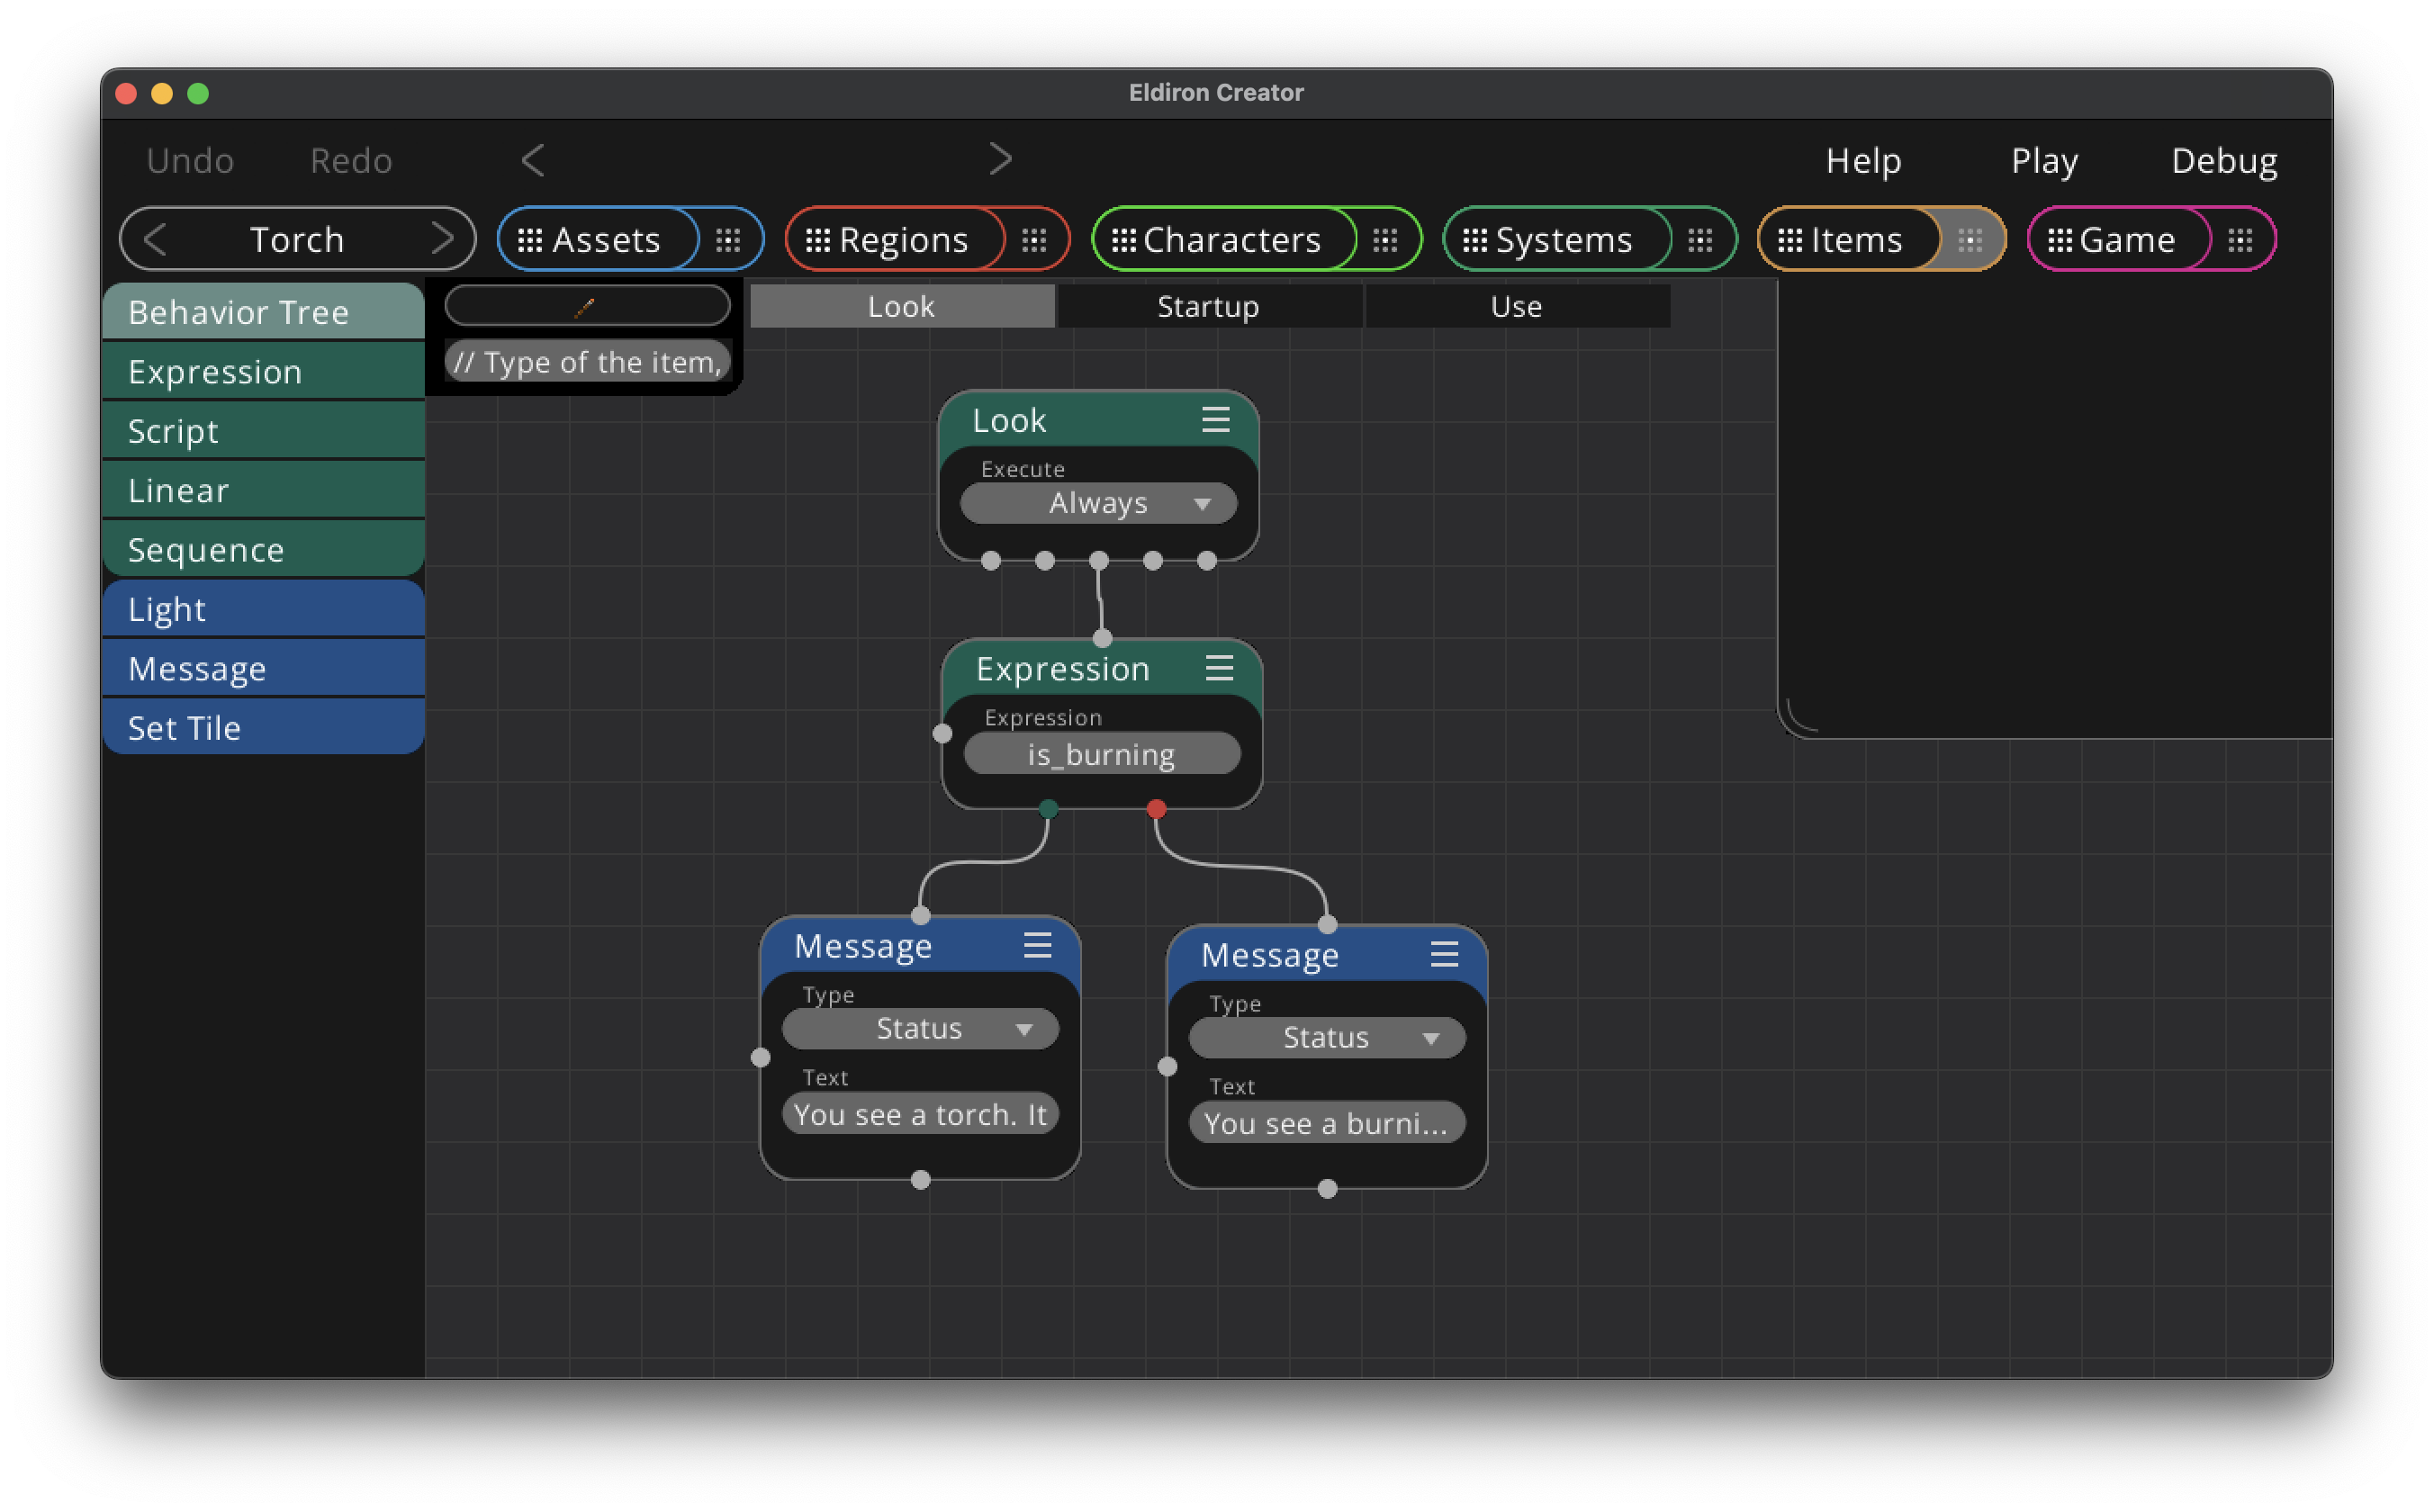 Eldiron Creator
Undo Redo < > Help Play Debug
< Torch > Assets Regions Characters Systems Items Game
Behavior Tree
Expression
Script
Linear
Sequence
Light
Message
Set Tile
// Type of the item,
Look Startup Use
Look
Execute
Always
Expression
Expression
is_burning
Message
Type
Status
Text
You see a torch. It
Message
Type
Status
Text
You see a burni...